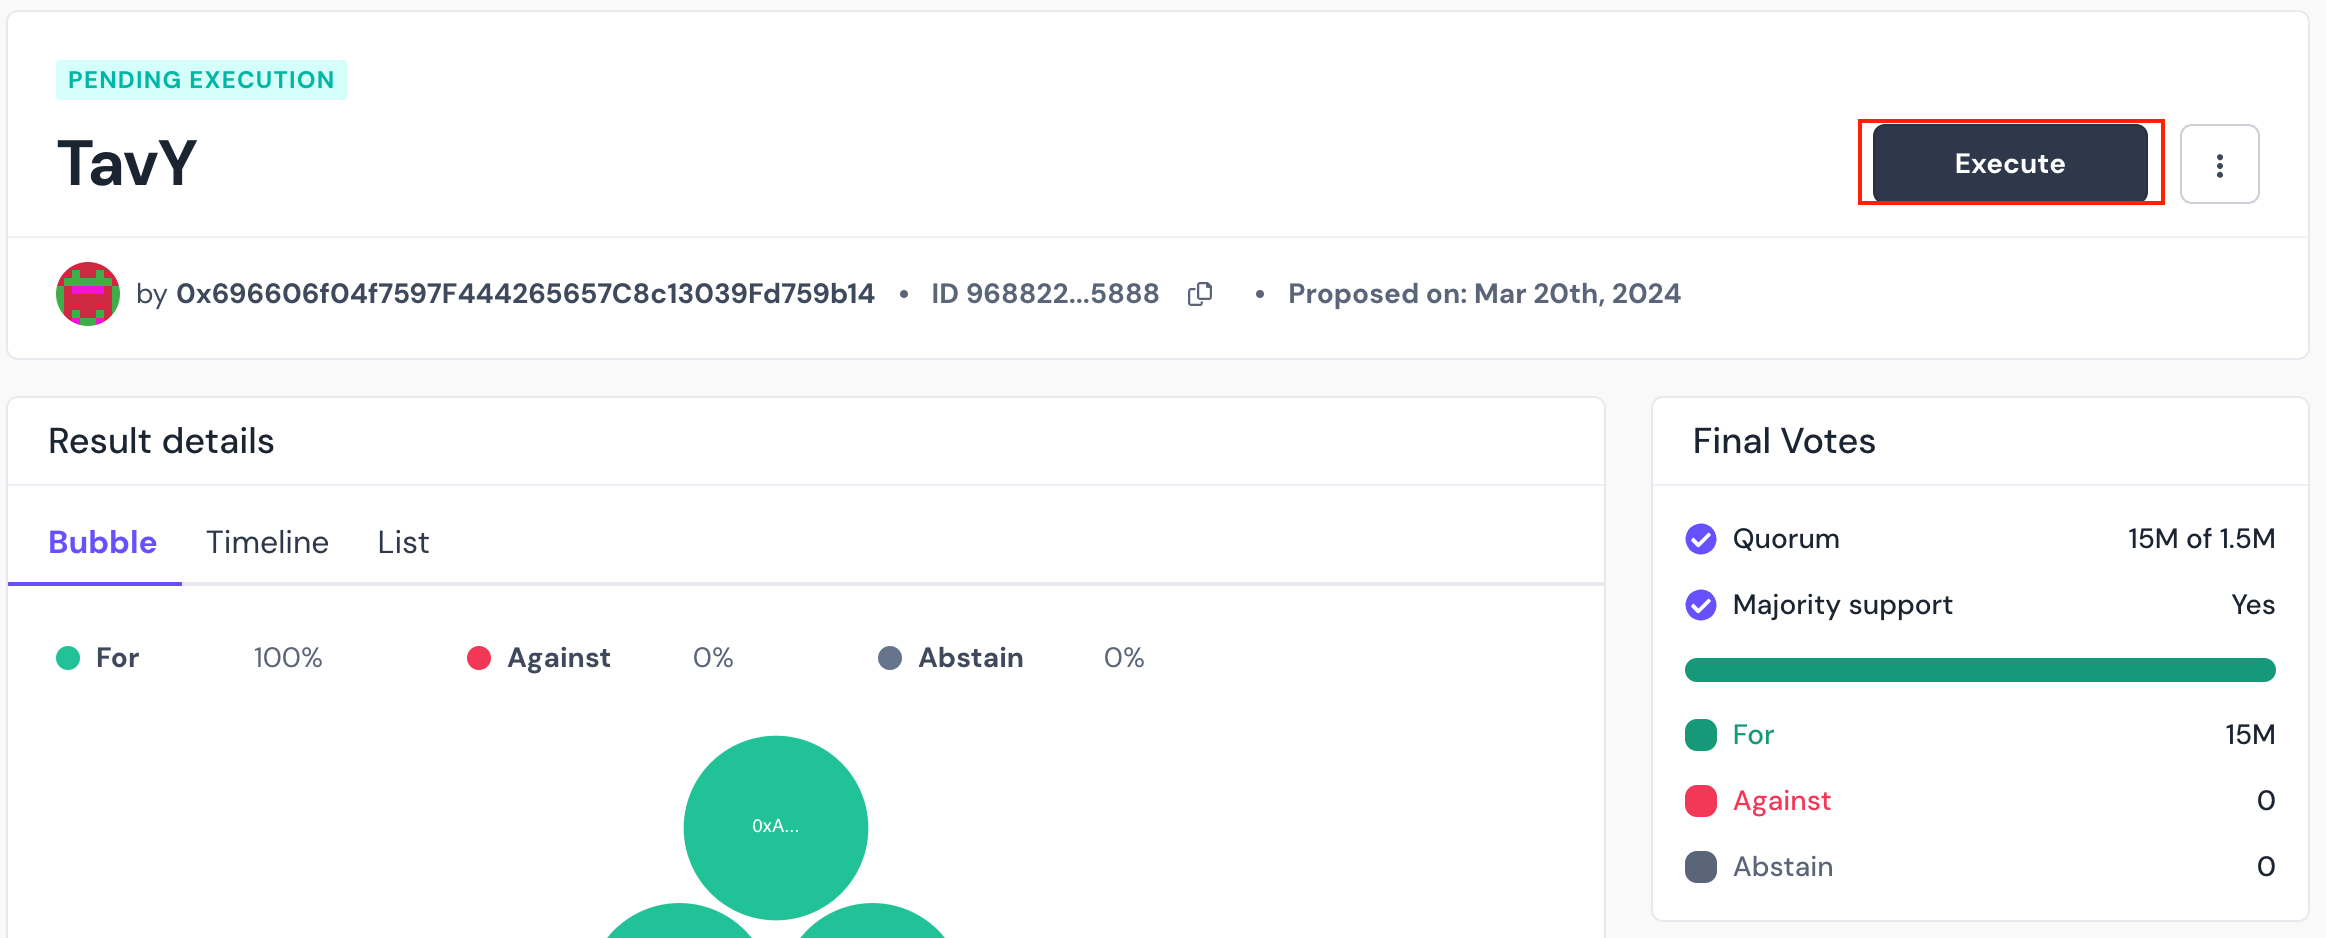 PENDING EXECUTION
TavY
Execute
by 0x696606f04f7597F444265657C8c13039Fd759b14 • ID 968822...5888 • Proposed on: Mar 20th, 2024
Result details
Bubble Timeline List
For 100% Against 0% Abstain 0%
0xA...
Final Votes
Quorum 15M of 1.5M
Majority support Yes
For 15M
Against 0
Abstain 0